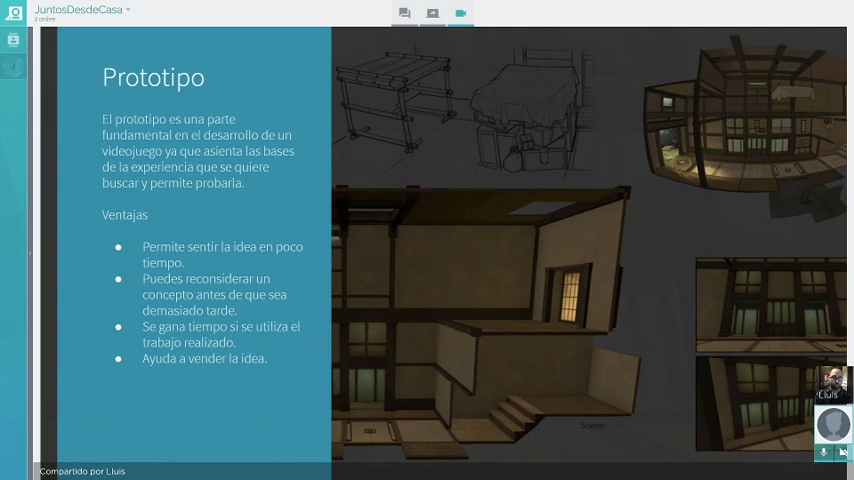 JuntosDesdeCasa
2 online
Prototipo
El prototipo es una parte
fundamental en el desarrollo de un
videojuego ya que asienta las bases
de la experiencia que se quiere
buscar y permite probarla.
Ventajas
● Permite sentir la idea en poco
tiempo.
● Puedes reconsiderar un
concepto antes de que sea
demasiado tarde.
● Se gana tiempo si se utiliza el
trabajo realizado.
● Ayuda a vender la idea.
Scene
Lluis
Compartido por Lluis